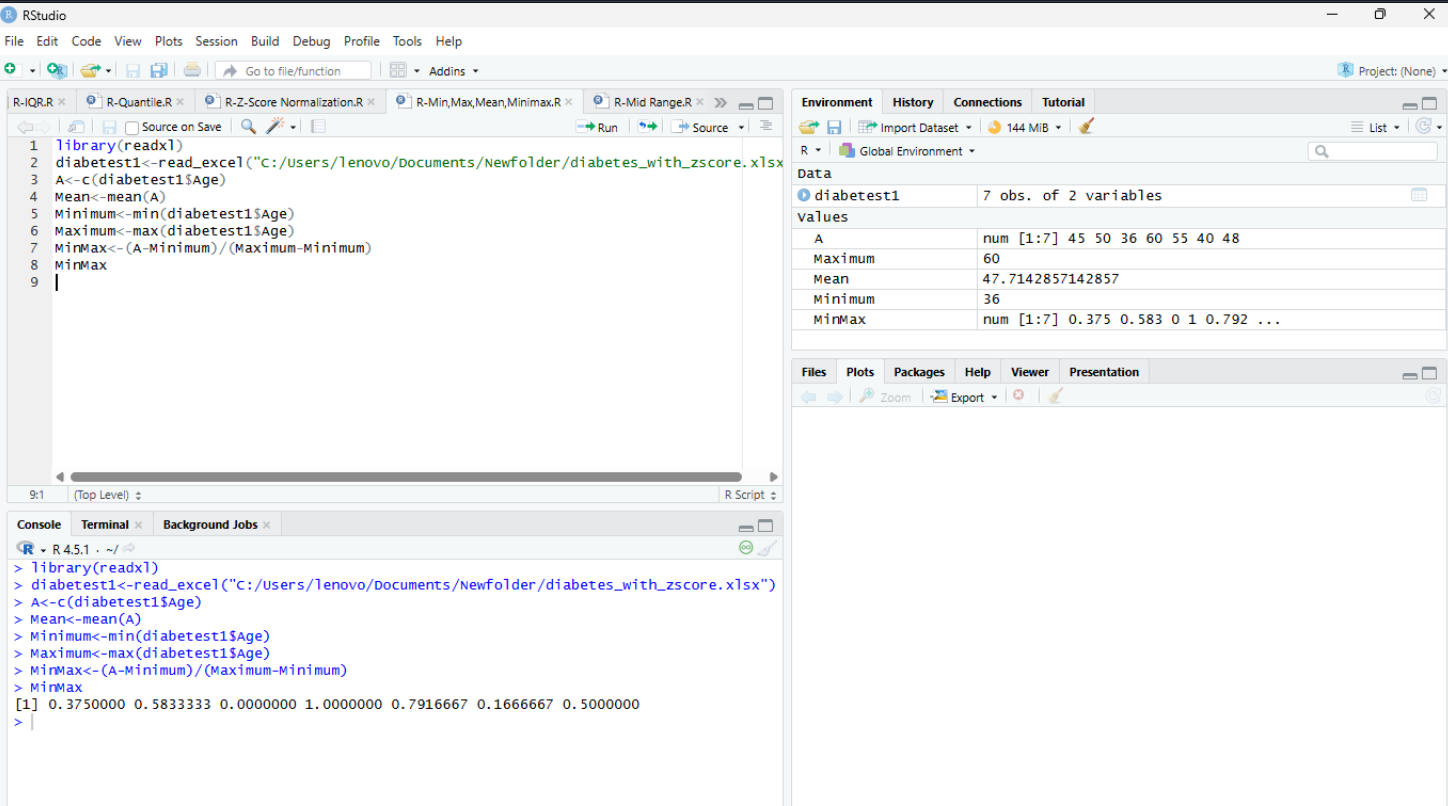 RStudio
File Edit Code View Plots Session Build Debug Profile Tools Help
Go to file/function Addins Project: (None)
R-IQR.R R-Quantile.R R-Z-Score Normalization.R R-Min,Max,Mean,Minimax.R R-Mid Range.R
Source on Save Run Source
1 library(readxl)
2 diabetest1<-read_excel("C:/Users/lenovo/Documents/Newfolder/diabetes_with_zscore.xlsx
3 A<-c(diabetest1$Age)
4 Mean<-mean(A)
5 Minimum<-min(diabetest1$Age)
6 Maximum<-max(diabetest1$Age)
7 MinMax<-(A-Minimum)/(Maximum-Minimum)
8 MinMax
9
9:1 (Top Level) R Script
Console Terminal Background Jobs
R 4.5.1 · ~/
> library(readxl)
> diabetest1<-read_excel("C:/Users/lenovo/Documents/Newfolder/diabetes_with_zscore.xlsx")
> A<-c(diabetest1$Age)
> Mean<-mean(A)
> Minimum<-min(diabetest1$Age)
> Maximum<-max(diabetest1$Age)
> MinMax<-(A-Minimum)/(Maximum-Minimum)
> MinMax
[1] 0.3750000 0.5833333 0.0000000 1.0000000 0.7916667 0.1666667 0.5000000
>
Environment History Connections Tutorial
Import Dataset 144 MiB List
R Global Environment
Data
diabetest1 7 obs. of 2 variables
Values
A num [1:7] 45 50 36 60 55 40 48
Maximum 60
Mean 47.7142857142857
Minimum 36
MinMax num [1:7] 0.375 0.583 0 1 0.792 ...
Files Plots Packages Help Viewer Presentation
Zoom Export